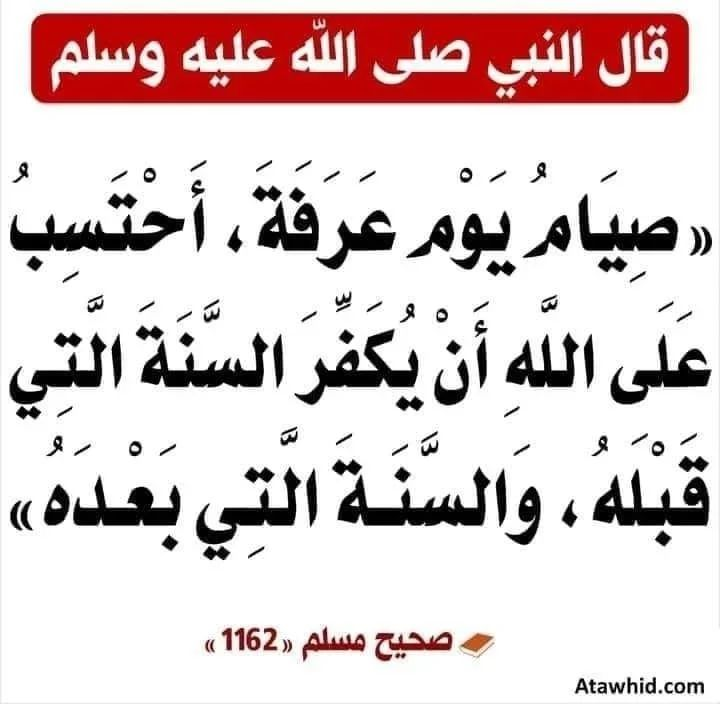 قال النبي صلى الله عليه وسلم
«صِيَامُ يَوْمِ عَرَفَةَ، أَحْتَسِبُ
عَلَى اللَّهِ أَنْ يُكَفِّرَ السَّنَةَ الَّتِي
قَبْلَهُ، وَالسَّنَةَ الَّتِي بَعْدَهُ»
صحيح مسلم «1162»
Atawhid.com